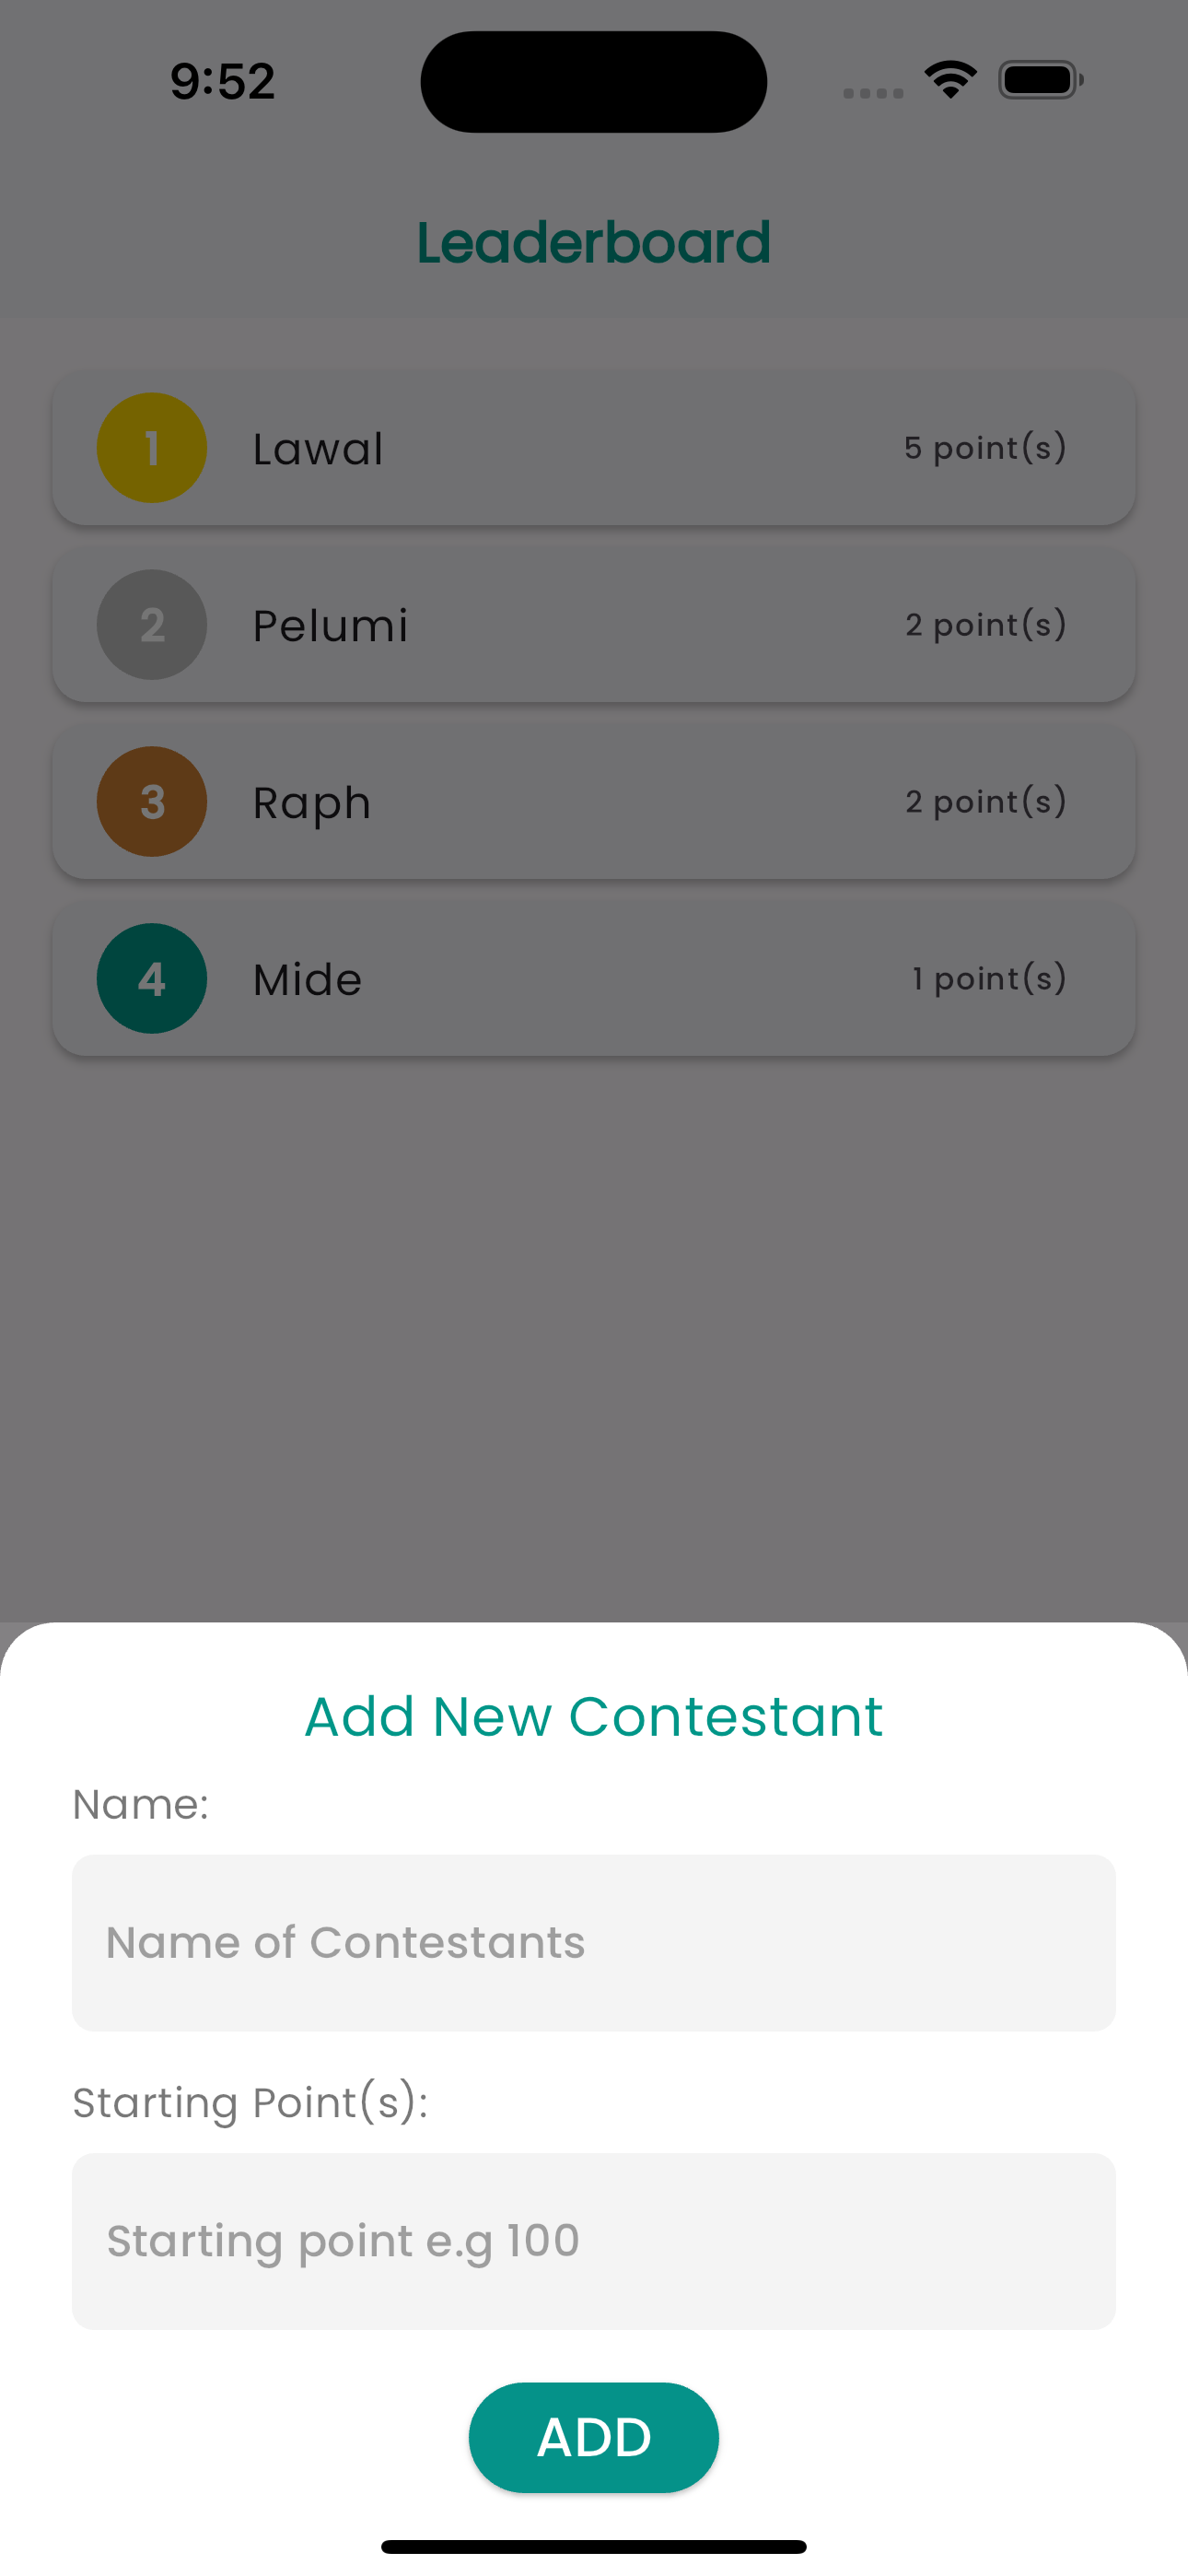 9:52
Leaderboard
1 Lawal 5 point(s)
2 Pelumi 2 point(s)
3 Raph 2 point(s)
4 Mide 1 point(s)
Add New Contestant
Name:
Name of Contestants
Starting Point(s):
Starting point e.g 100
ADD